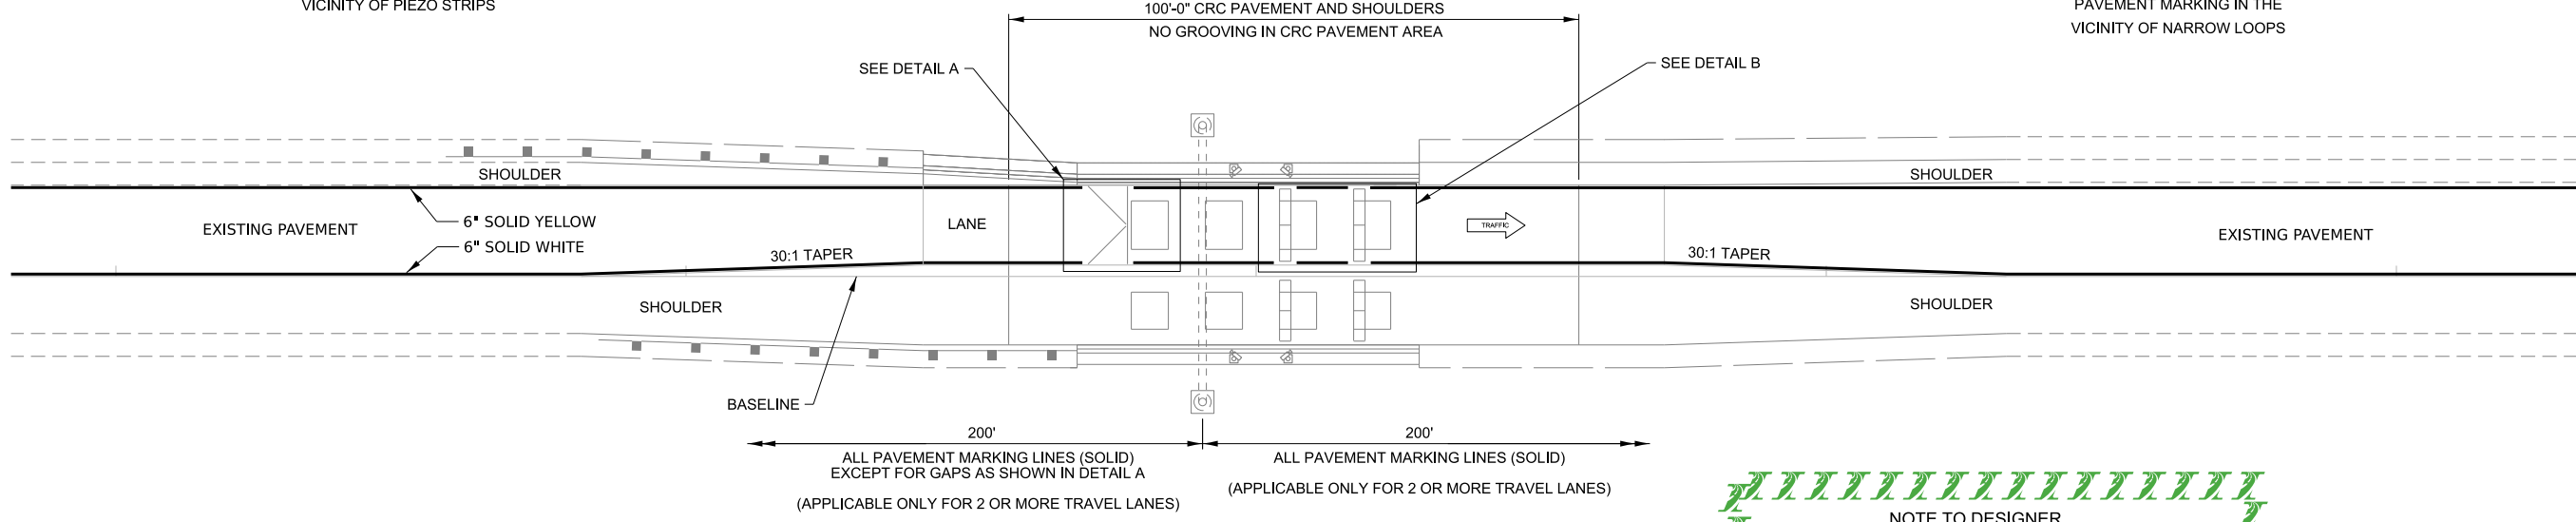 VICINITY OF PIEZO STRIPS
100'-0" CRC PAVEMENT AND SHOULDERS
NO GROOVING IN CRC PAVEMENT AREA
PAVEMENT MARKING IN THE
VICINITY OF NARROW LOOPS
SEE DETAIL A
SEE DETAIL B
SHOULDER
SHOULDER
6" SOLID YELLOW
EXISTING PAVEMENT
6" SOLID WHITE
LANE
TRAFFIC
EXISTING PAVEMENT
30:1 TAPER
30:1 TAPER
SHOULDER
SHOULDER
BASELINE
200'
200'
ALL PAVEMENT MARKING LINES (SOLID)
EXCEPT FOR GAPS AS SHOWN IN DETAIL A
(APPLICABLE ONLY FOR 2 OR MORE TRAVEL LANES)
ALL PAVEMENT MARKING LINES (SOLID)
(APPLICABLE ONLY FOR 2 OR MORE TRAVEL LANES)
NOTE TO DESIGNER